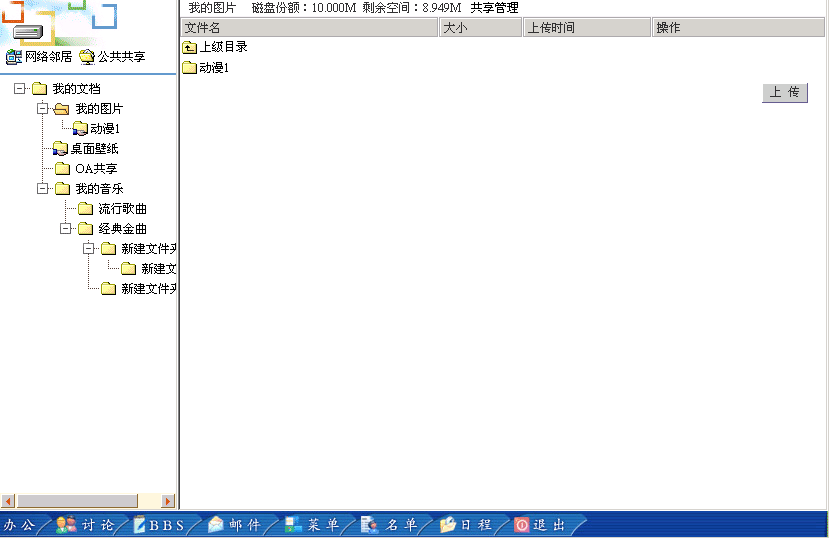 我的图片 磁盘份额：10.000M 剩余空间：8.949M 共享管理
文件名 大小 上传时间 操作
上级目录
动漫1
上 传
网络邻居 公共共享
我的文档
我的图片
动漫1
桌面壁纸
OA共享
我的音乐
流行歌曲
经典金曲
新建文件夹
新建文
新建文件夹
办公 讨论 BBS 邮件 菜单 名单 日程 退出